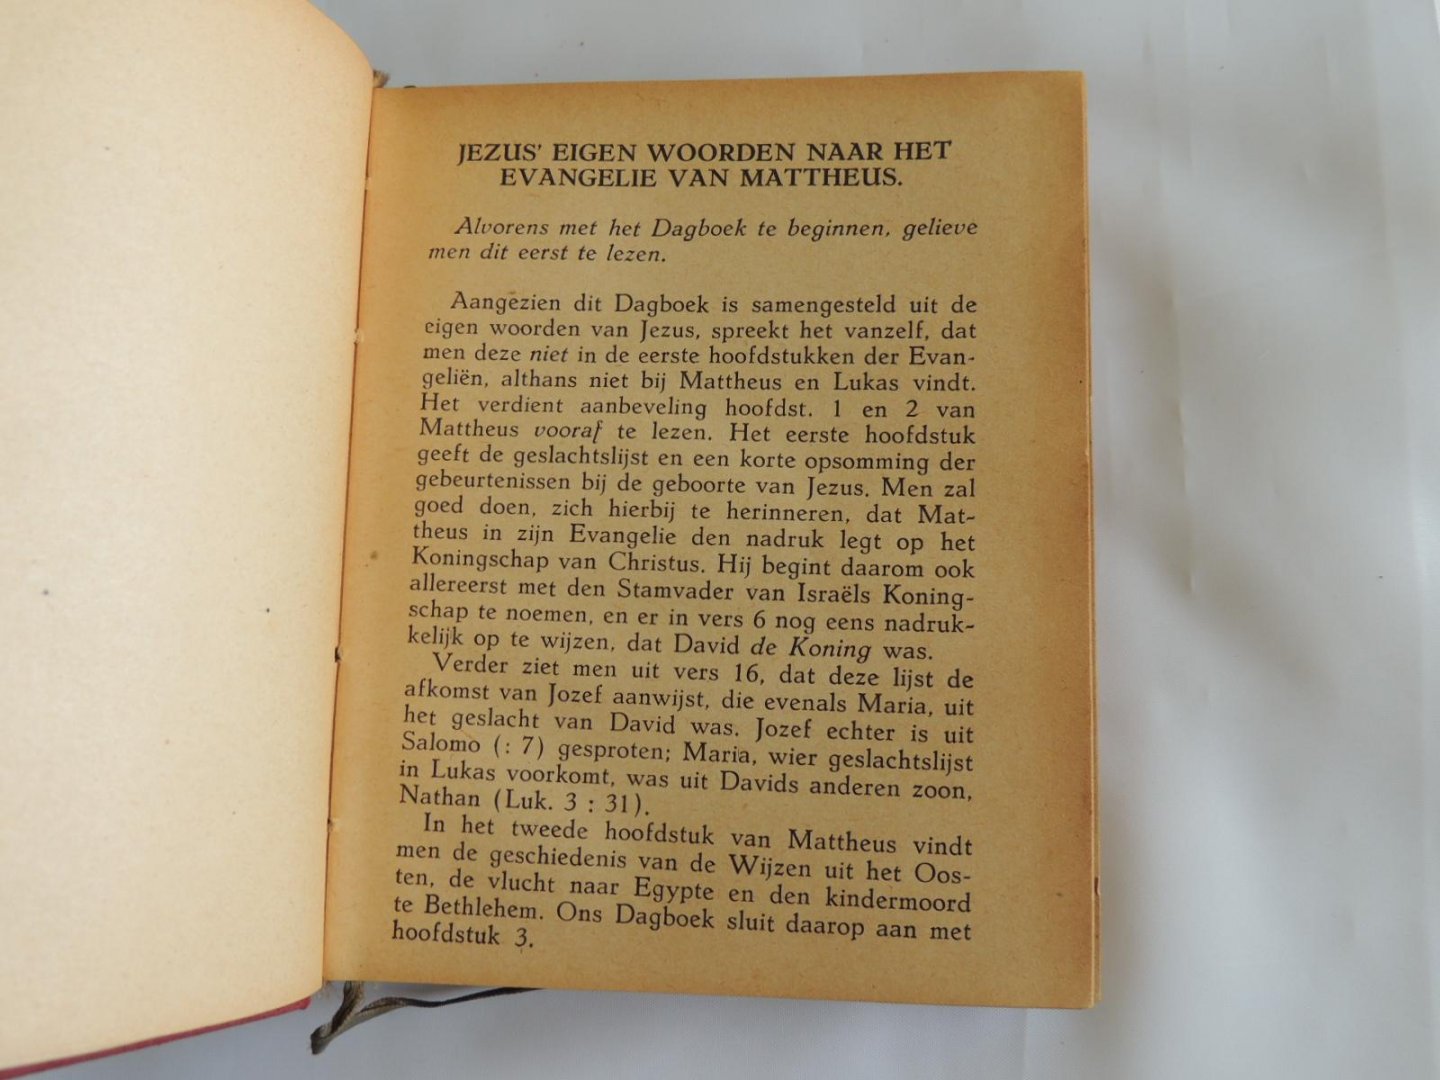 JEZUS' EIGEN WOORDEN NAAR HET
EVANGELIE VAN MATTHEUS.
Alvorens met het Dagboek te beginnen, gelieve
men dit eerst te lezen.
Aangezien dit Dagboek is samengesteld uit de
eigen woorden van Jezus, spreekt het vanzelf, dat
men deze niet in de eerste hoofdstukken der Evan-
geliën, althans niet bij Mattheus en Lukas vindt.
Het verdient aanbeveling hoofdst. 1 en 2 van
Mattheus vooraf te lezen. Het eerste hoofdstuk
geeft de geslachtslijst en een korte opsomming der
gebeurtenissen bij de geboorte van Jezus. Men zal
goed doen, zich hierbij te herinneren, dat Mat-
theus in zijn Evangelie den nadruk legt op het
Koningschap van Christus. Hij begint daarom ook
allereerst met den Stamvader van Israëls Koning-
schap te noemen, en er in vers 6 nog eens nadruk-
kelijk op te wijzen, dat David de Koning was.
Verder ziet men uit vers 16, dat deze lijst de
afkomst van Jozef aanwijst, die evenals Maria, uit
het geslacht van David was. Jozef echter is uit
Salomo (: 7) gesproten; Maria, wier geslachtslijst
in Lukas voorkomt, was uit Davids anderen zoon,
Nathan (Luk. 3 : 31).
In het tweede hoofdstuk van Mattheus vindt
men de geschiedenis van de Wijzen uit het Oos-
ten, de vlucht naar Egypte en den kindermoord
te Bethlehem. Ons Dagboek sluit daarop aan met
hoofdstuk 3.